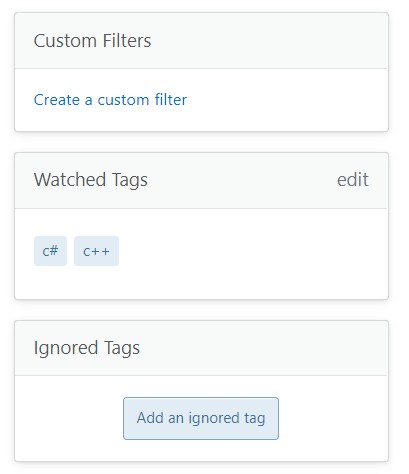 Custom Filters
Create a custom filter
Watched Tags edit
c# c++
Ignored Tags
Add an ignored tag